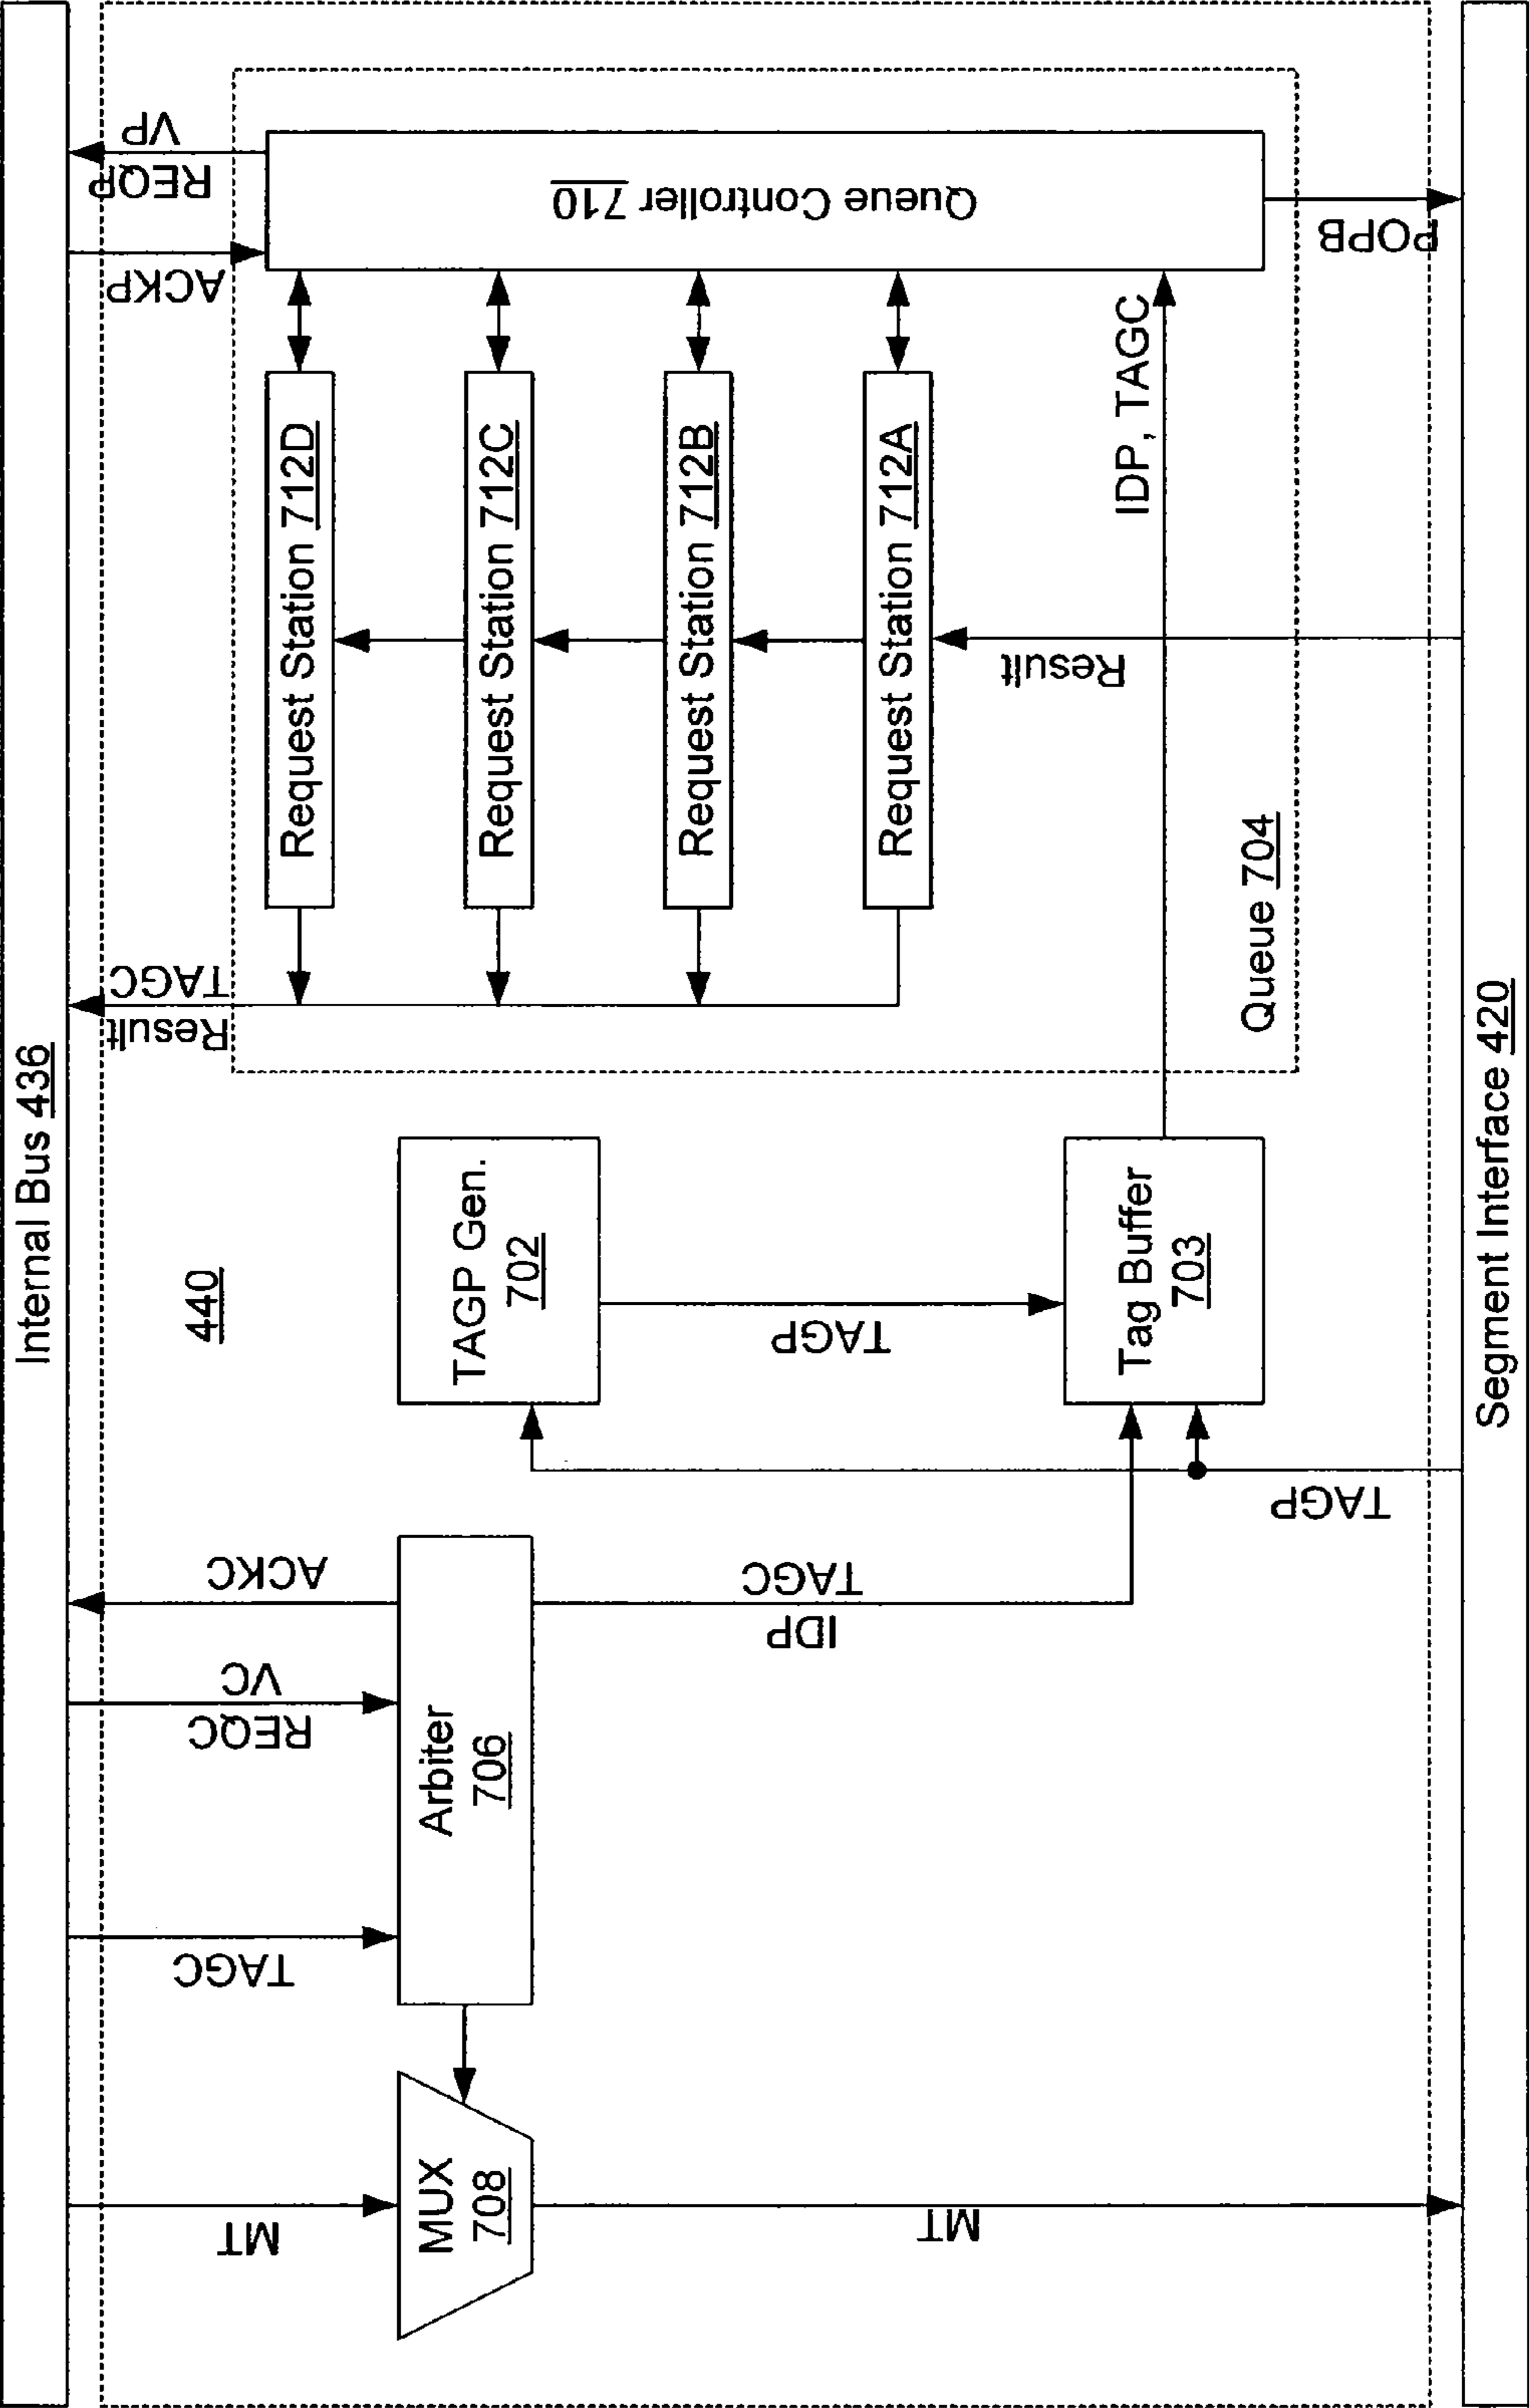 Internal Bus 436
MT
TAGC
REQC
VC
ACKC
440
Result
TAGC
ACKP
REQP
VP
MUX
708
Arbiter
706
TAGP Gen.
702
Request Station 712D
Request Station 712C
Request Station 712B
Request Station 712A
Queue Controller 710
MT
IDP
TAGC
TAGP
Tag Buffer
703
IDP, TAGC
Result
Queue 704
TAGP
POPB
Segment Interface 420